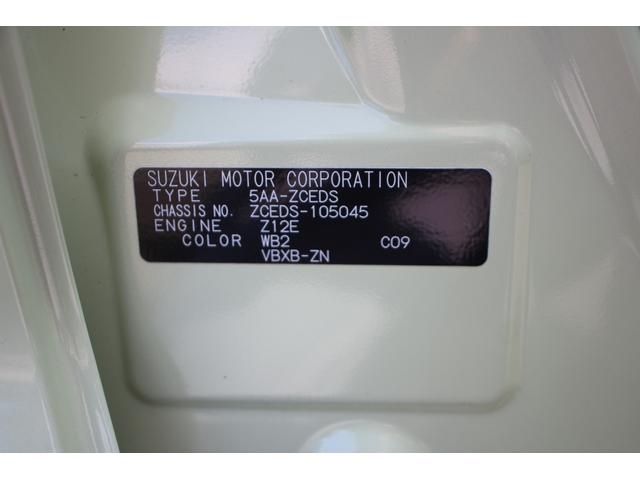 SUZUKI MOTOR CORPORATION
TYPE 5AA-ZCEDS
CHASSIS NO. ZCEDS-105045
ENGINE Z12E
COLOR WB2 C09
VBXB-ZN